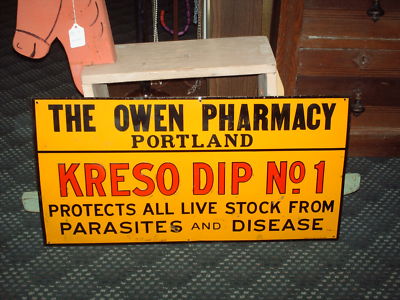 THE OWEN PHARMACY
PORTLAND
KRESO DIP No 1
PROTECTS ALL LIVE STOCK FROM
PARASITES AND DISEASE